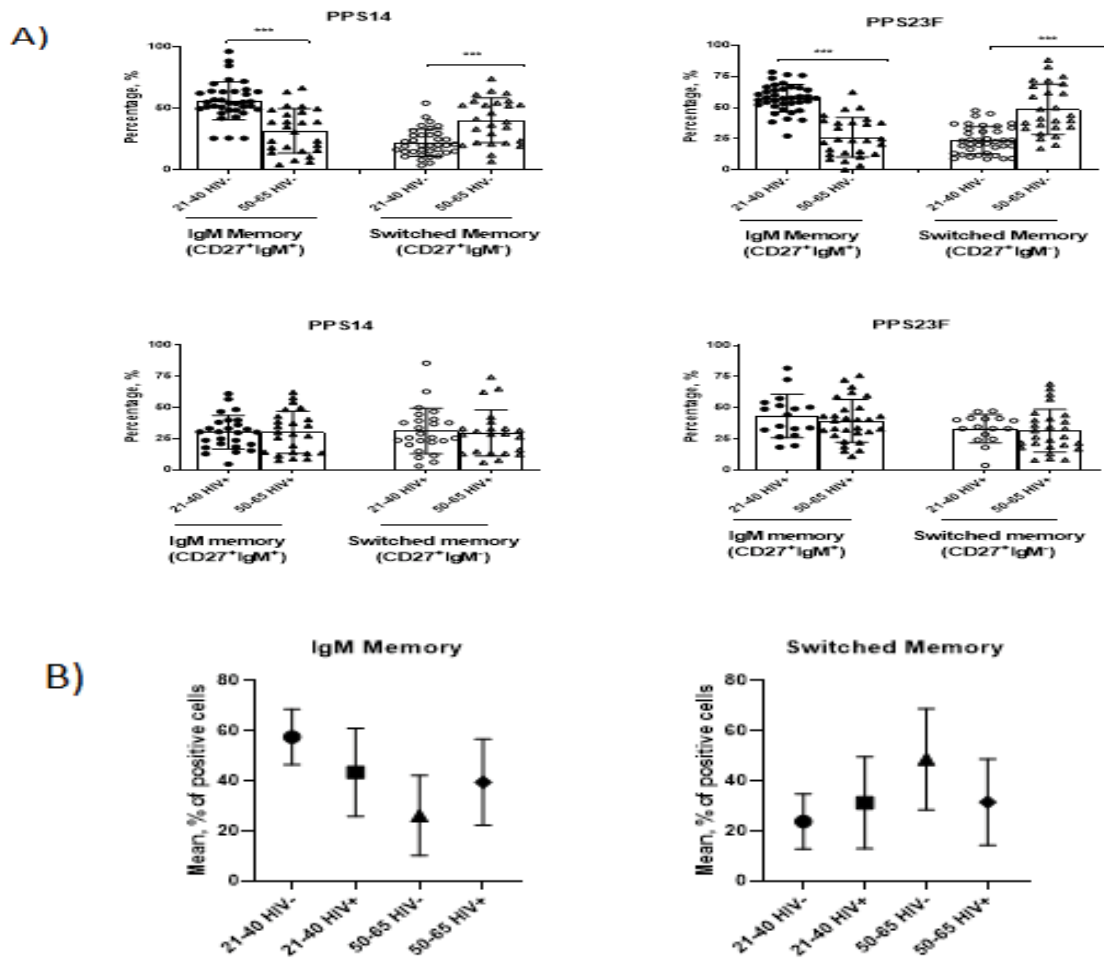 A)
PPS14
***
***
Percentage, %
100
50
0
21-40 HIV-
50-65 HIV-
21-40 HIV-
50-65 HIV-
IgM Memory
(CD27⁺IgM⁺)
Switched Memory
(CD27⁺IgM⁻)
PPS23F
***
***
Percentage, %
100
75
50
25
0
21-40 HIV-
50-65 HIV-
21-40 HIV-
50-65 HIV-
IgM Memory
(CD27⁺IgM⁺)
Switched Memory
(CD27⁺IgM⁻)
PPS14
Percentage, %
100
75
50
25
0
21-40 HIV+
50-65 HIV+
21-40 HIV+
50-65 HIV+
IgM memory
(CD27⁺IgM⁺)
Switched memory
(CD27⁺IgM⁻)
PPS23F
Percentage, %
100
75
50
25
0
21-40 HIV+
50-65 HIV+
21-40 HIV+
50-65 HIV+
IgM memory
(CD27⁺IgM⁺)
Switched memory
(CD27⁺IgM⁻)
B)
IgM Memory
Mean, % of positive cells
80
60
40
20
0
21-40 HIV-
21-40 HIV+
50-65 HIV-
50-65 HIV+
Switched Memory
Mean, % of positive cells
80
60
40
20
0
21-40 HIV-
21-40 HIV+
50-65 HIV-
50-65 HIV+